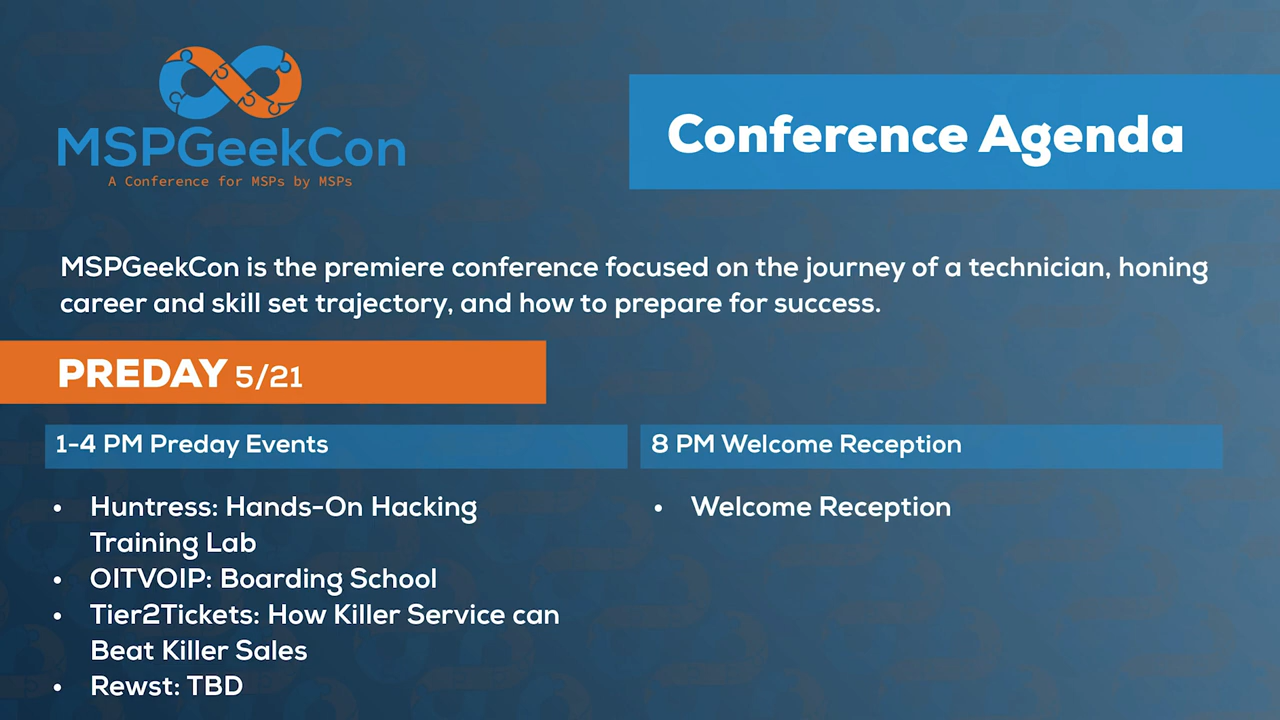 MSPGeekCon
A Conference for MSPs by MSPs
Conference Agenda
MSPGeekCon is the premiere conference focused on the journey of a technician, honing
career and skill set trajectory, and how to prepare for success.
PREDAY 5/21
1-4 PM Preday Events
• Huntress: Hands-On Hacking
Training Lab
• OITVOIP: Boarding School
• Tier2Tickets: How Killer Service can
Beat Killer Sales
• Rewst: TBD
8 PM Welcome Reception
• Welcome Reception